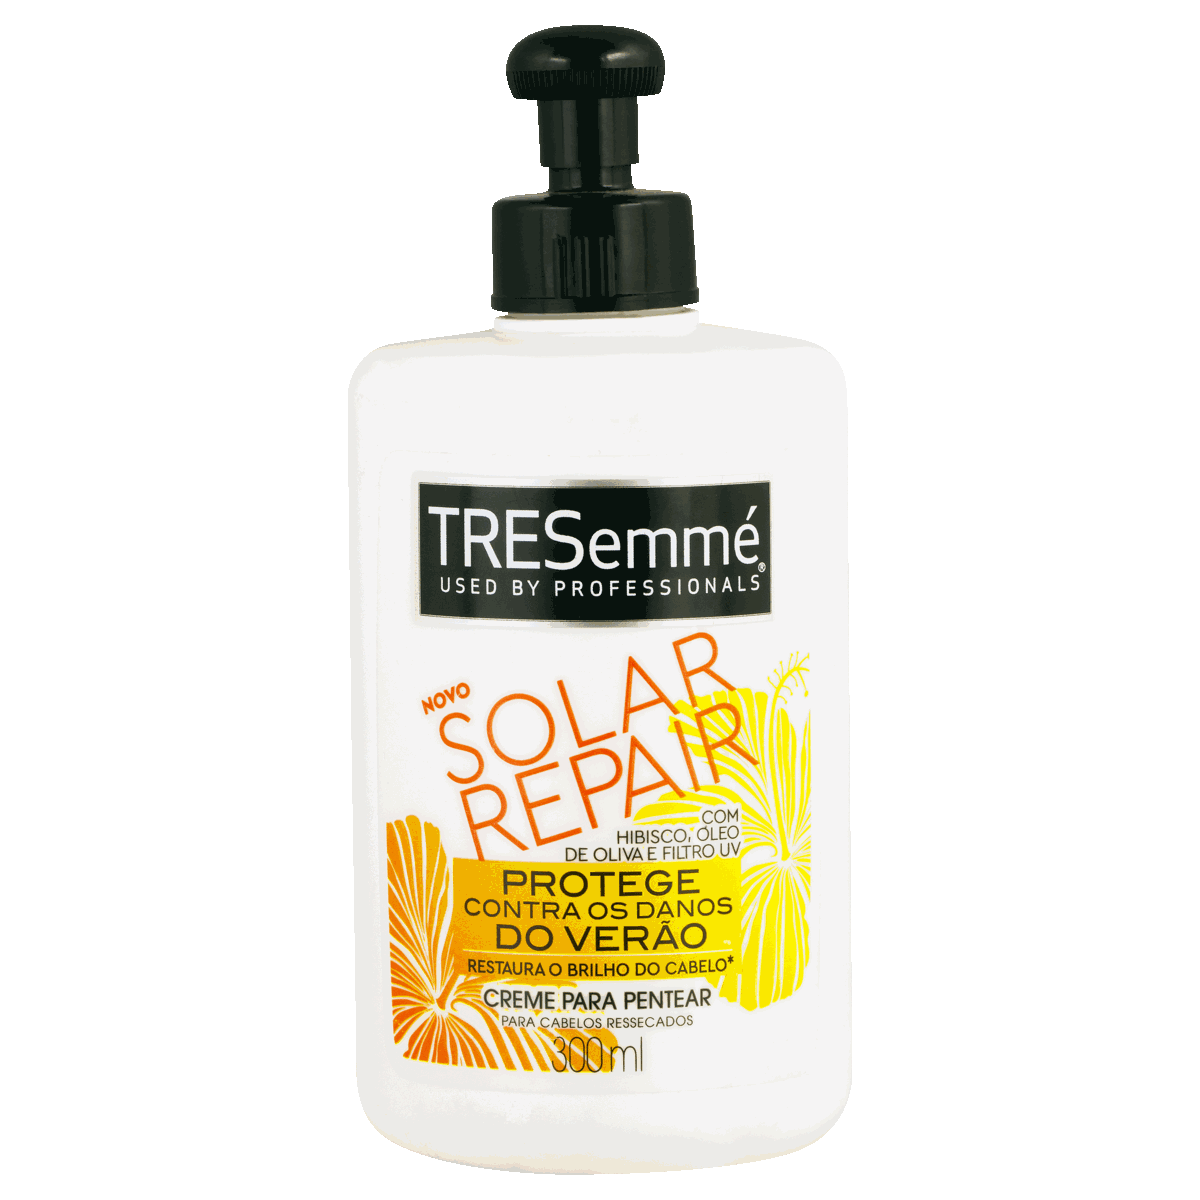 TRESemmé®
USED BY PROFESSIONALS
NOVO
SOLAR
REPAIR
COM
HIBISCO, ÓLEO
DE OLIVA E FILTRO UV
PROTEGE
CONTRA OS DANOS
DO VERÃO
RESTAURA O BRILHO DO CABELO*
CREME PARA PENTEAR
PARA CABELOS RESSECADOS
300ml